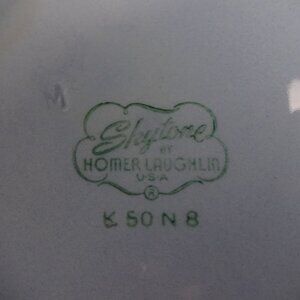 Skytone
BY
HOMER LAUGHLIN
U.S.A
®
K 50 N 8